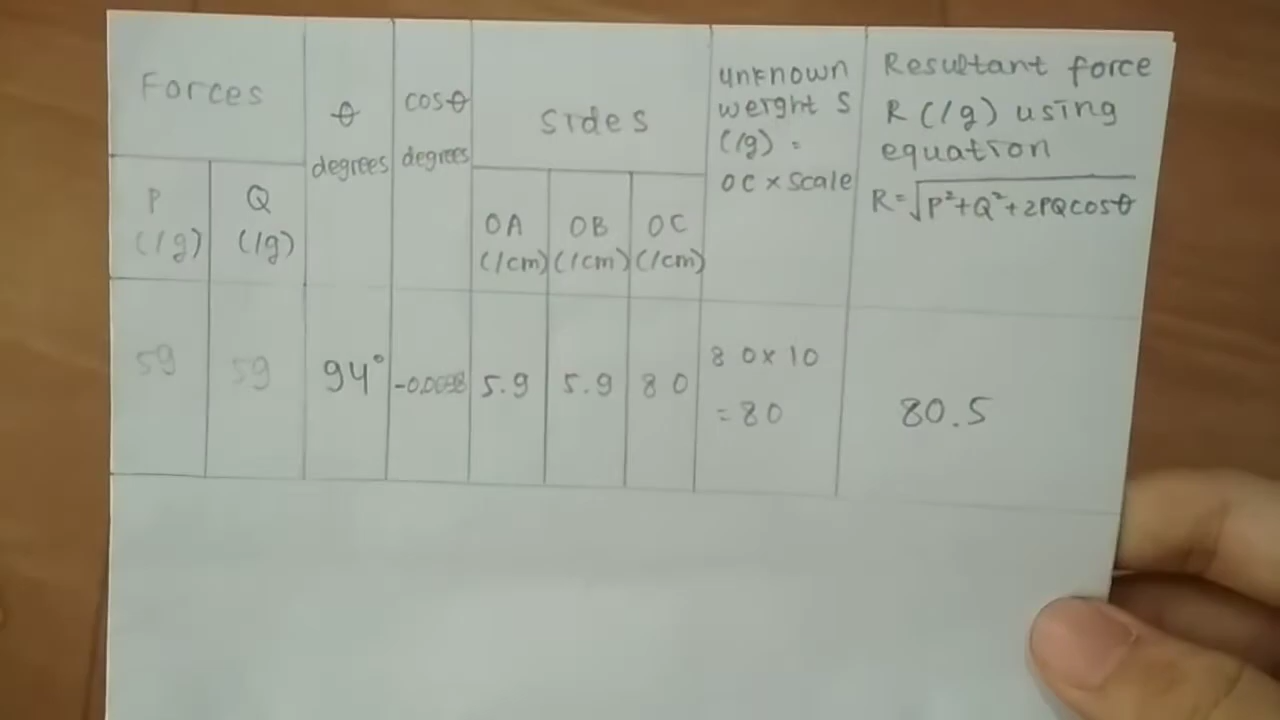 Forces
θ
degrees
cosθ
degrees
Sides
unknown
weight S
(/g) =
OC × Scale
Resultant force
R (/g) using
equation
R=√P²+Q²+2PQcosθ
P
(/g)
Q
(/g)
OA
(/cm)
OB
(/cm)
OC
(/cm)
59
59
94°
5.9
5.9
8 0
8 0×10
=80
80.5